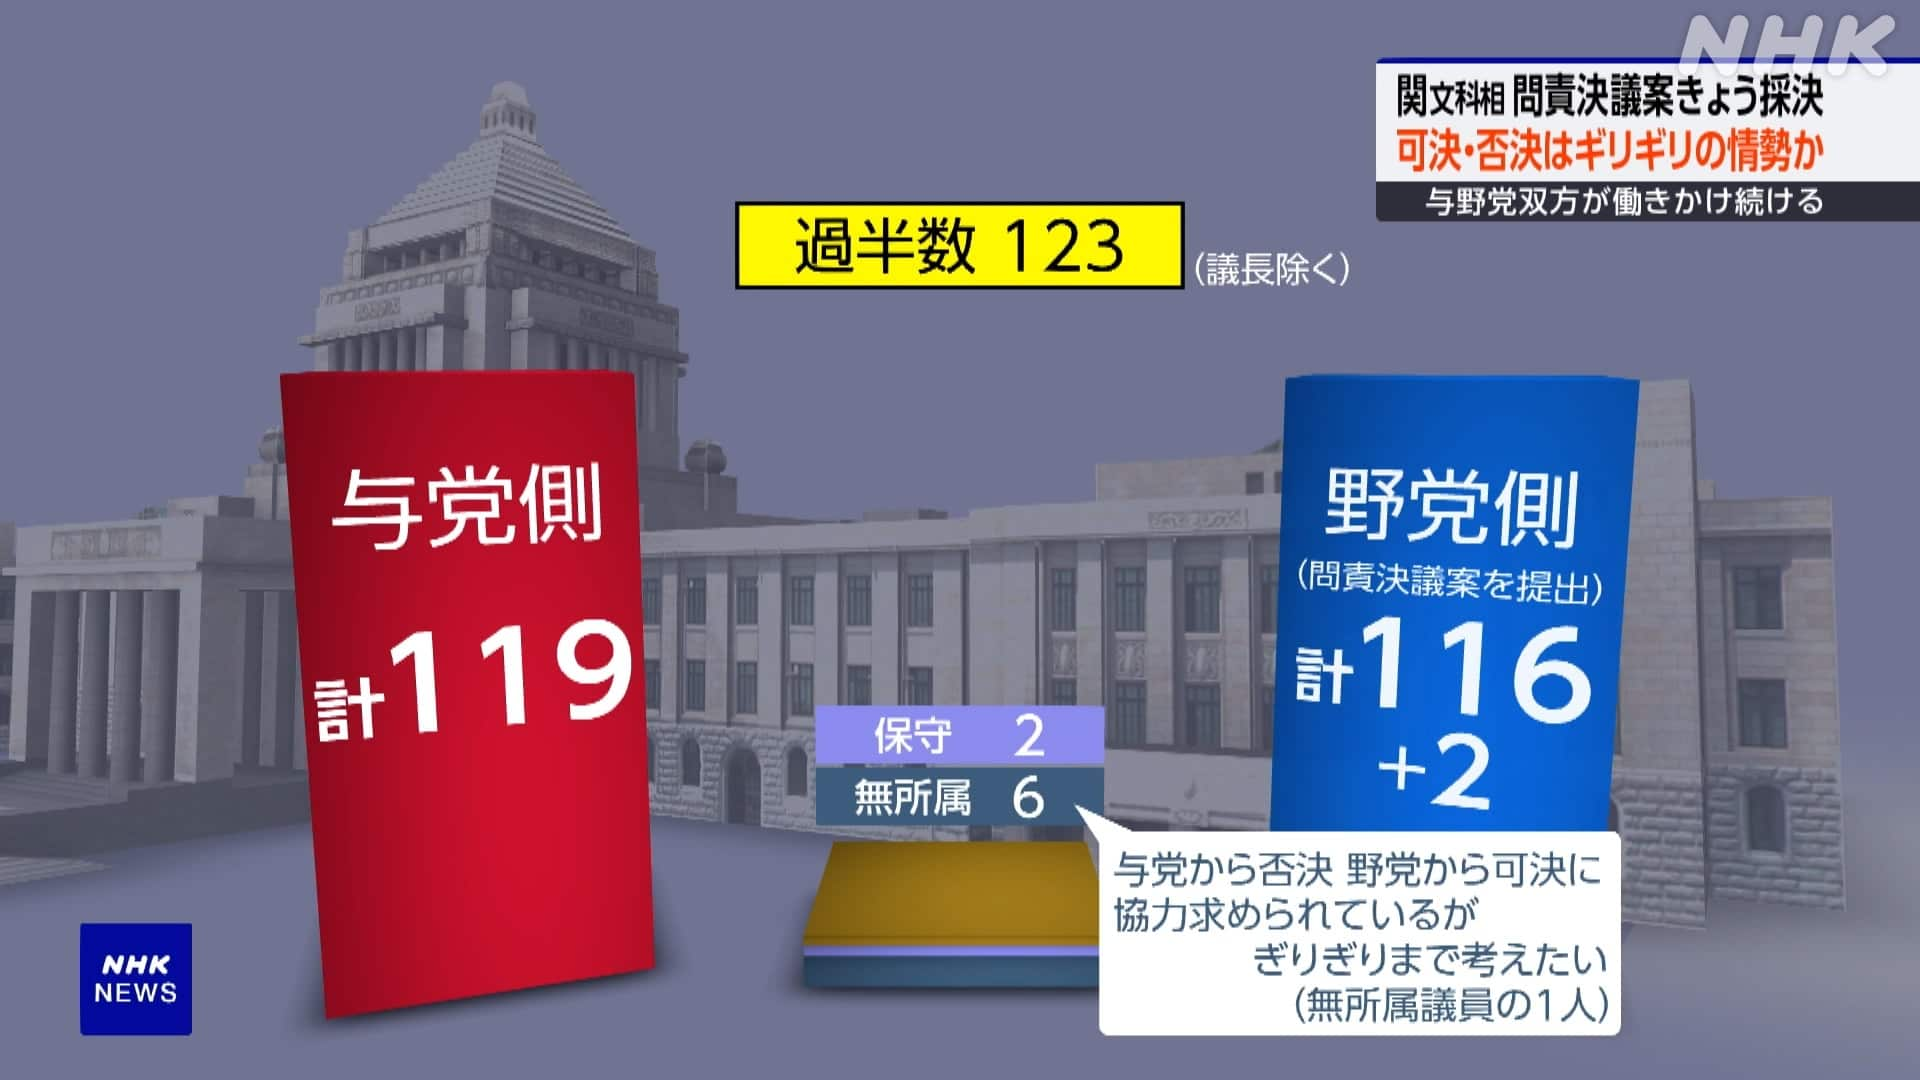 NHK
関文科相 問責決議案きょう採決
可決・否決はギリギリの情勢か
与野党双方が働きかけ続ける
過半数 123
(議長除く)
与党側
計119
野党側
(問責決議案を提出)
計116
+2
保守 2
無所属 6
与党から否決 野党から可決に
協力求められているが
ぎりぎりまで考えたい
(無所属議員の1人)
NHK
NEWS